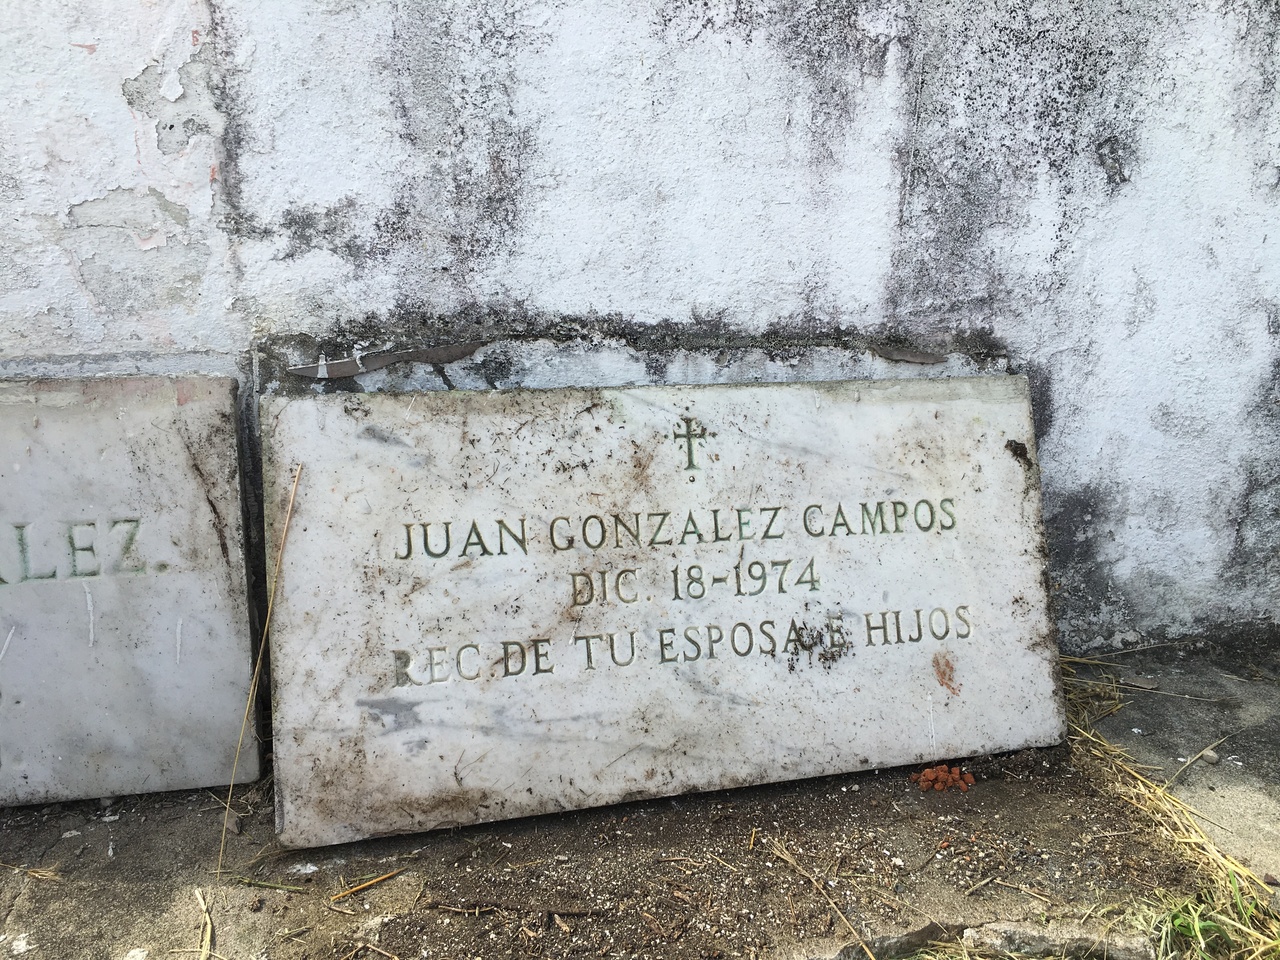 JUAN GONZALEZ CAMPOS
DIC. 18-1974
REC. DE TU ESPOSA E HIJOS
LEZ.